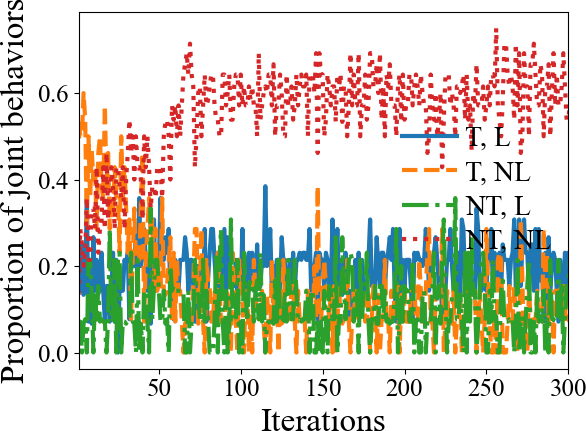 Proportion of joint behaviors
0.6
0.4
0.2
0.0
T, L
T, NL
NT, L
NT, NL
50
100
150
200
250
300
Iterations